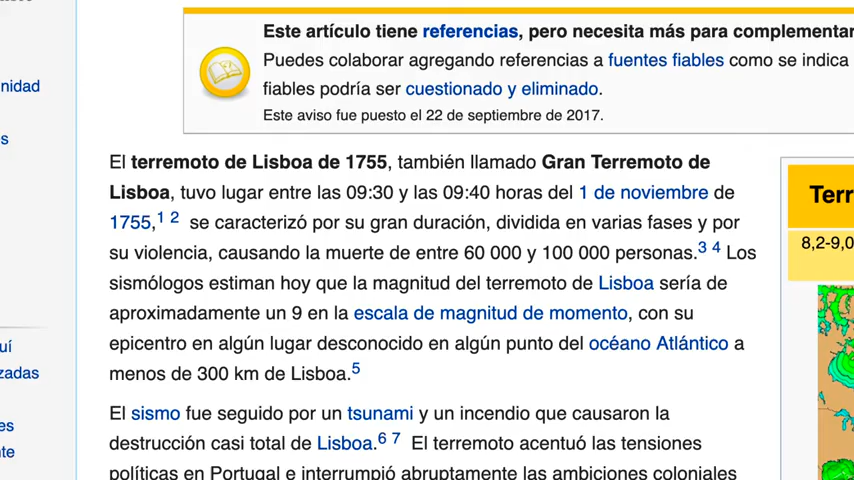 Este artículo tiene referencias, pero necesita más para complementar
Puedes colaborar agregando referencias a fuentes fiables como se indica
fiables podría ser cuestionado y eliminado.
Este aviso fue puesto el 22 de septiembre de 2017.
nidad
s
El terremoto de Lisboa de 1755, también llamado Gran Terremoto de
Lisboa, tuvo lugar entre las 09:30 y las 09:40 horas del 1 de noviembre de
1755,1 2 se caracterizó por su gran duración, dividida en varias fases y por
su violencia, causando la muerte de entre 60 000 y 100 000 personas.3 4 Los
sismólogos estiman hoy que la magnitud del terremoto de Lisboa sería de
aproximadamente un 9 en la escala de magnitud de momento, con su
epicentro en algún lugar desconocido en algún punto del océano Atlántico a
menos de 300 km de Lisboa.5
El sismo fue seguido por un tsunami y un incendio que causaron la
destrucción casi total de Lisboa.6 7 El terremoto acentuó las tensiones
políticas en Portugal e interrumpió abruptamente las ambiciones coloniales
Terr
8,2-9,0
uí
zadas
es
te